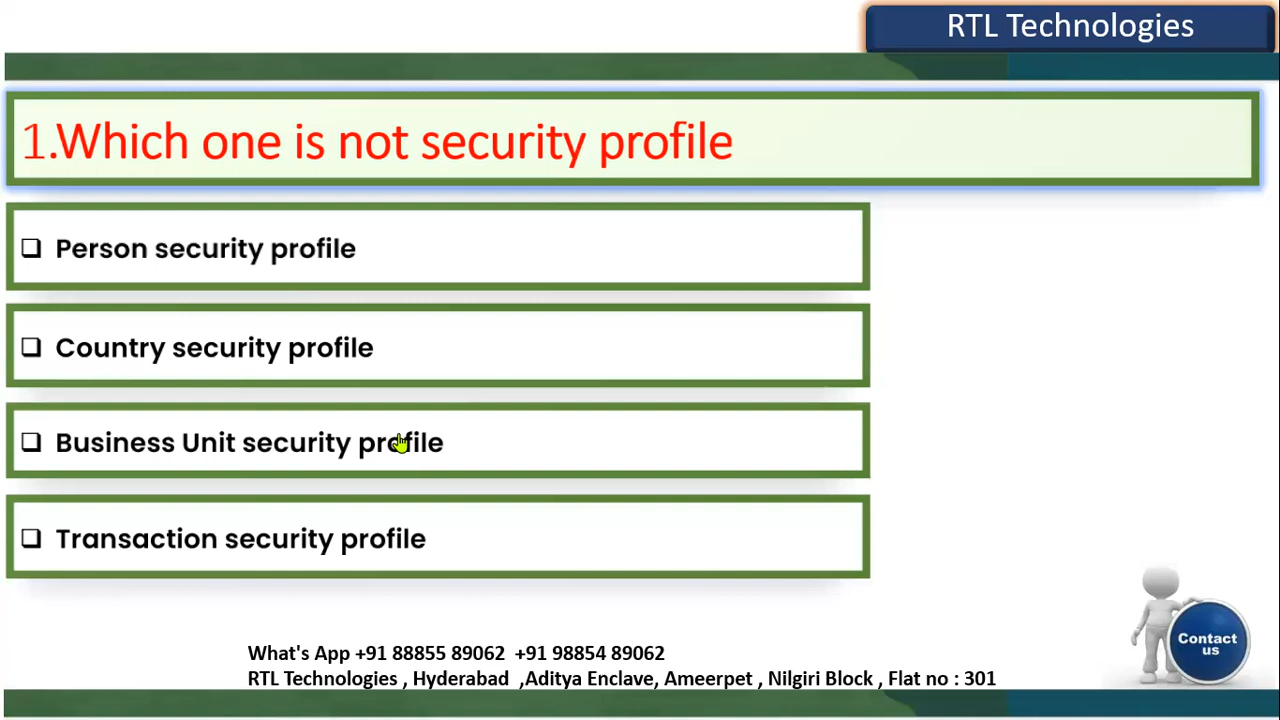 RTL Technologies
1.Which one is not security profile
❑ Person security profile
❑ Country security profile
❑ Business Unit security profile
❑ Transaction security profile
What's App +91 88855 89062 +91 98854 89062
RTL Technologies , Hyderabad ,Aditya Enclave, Ameerpet , Nilgiri Block , Flat no : 301
Contact
us